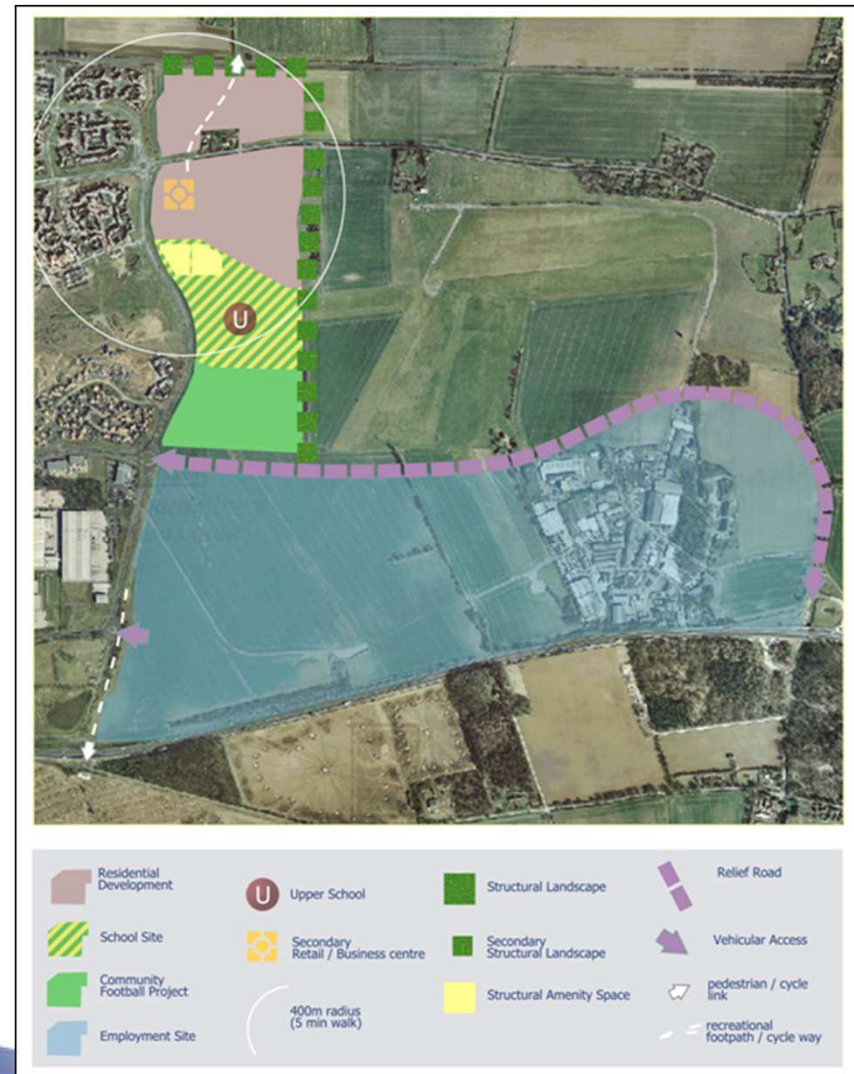 U
Residential
Development
School Site
Community
Football Project
Employment Site
U
Upper School
Secondary
Retail / Business centre
400m radius
(5 min walk)
Structural Landscape
Secondary
Structural Landscape
Structural Amenity Space
Relief Road
Vehicular Access
pedestrian / cycle
link
recreational
footpath / cycle way